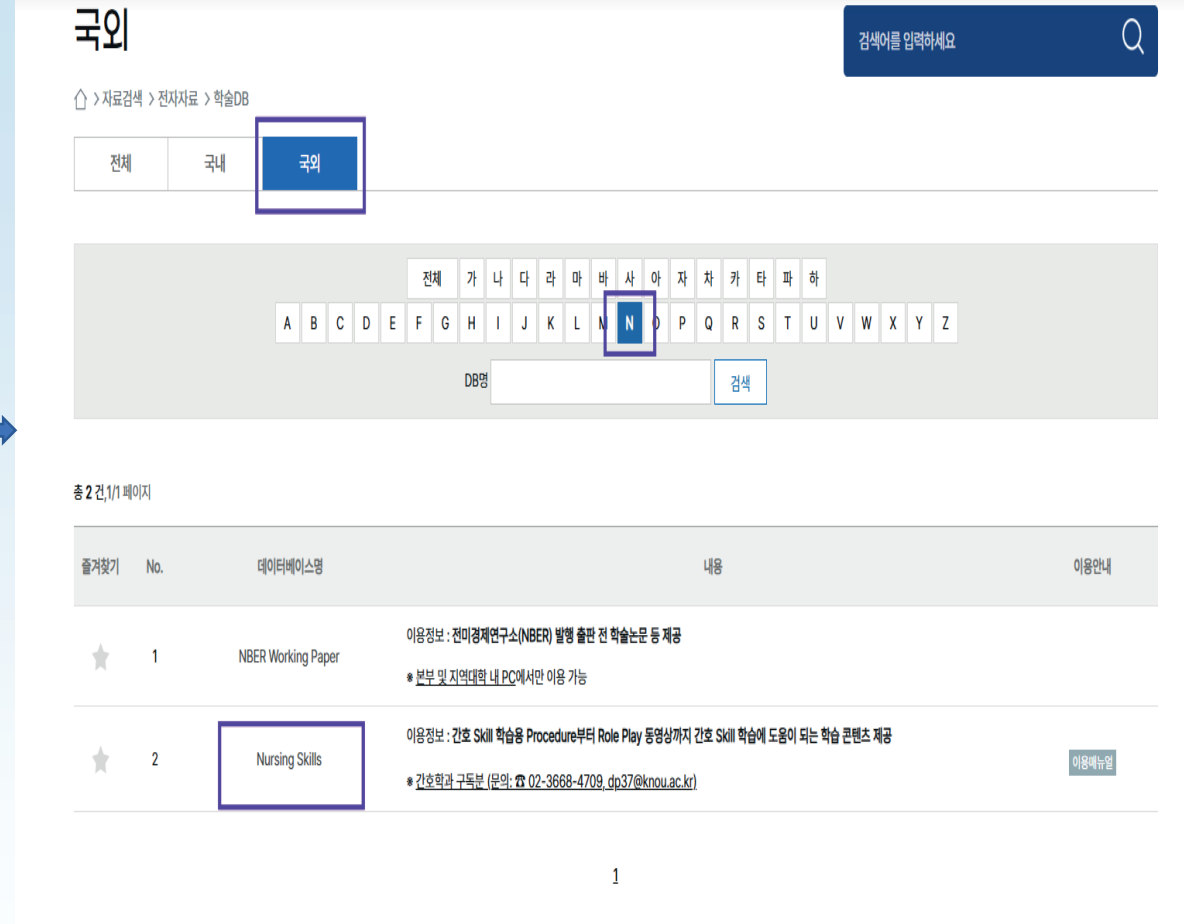 국외
검색어를 입력하세요
> 자료검색 > 전자자료 > 학술DB
전체 국내 국외
전체 가 나 다 라 마 바 사 아 자 차 카 타 파 하
A B C D E F G H I J K L M N O P Q R S T U V W X Y Z
DB명 검색
총 2 건,1/1 페이지
즐겨찾기 No. 데이터베이스명 내용 이용안내
이용정보 : 전미경제연구소(NBER) 발행 출판 전 학술논문 등 제공
1 NBER Working Paper
※ 본부 및 지역대학 내 PC에서만 이용 가능
이용정보 : 간호 Skill 학습용 Procedure부터 Role Play 동영상까지 간호 Skill 학습에 도움이 되는 학습 콘텐츠 제공
2 Nursing Skills 이용매뉴얼
※ 간호학과 구독분 (문의: ☎ 02-3668-4709, dp37@knou.ac.kr)
1